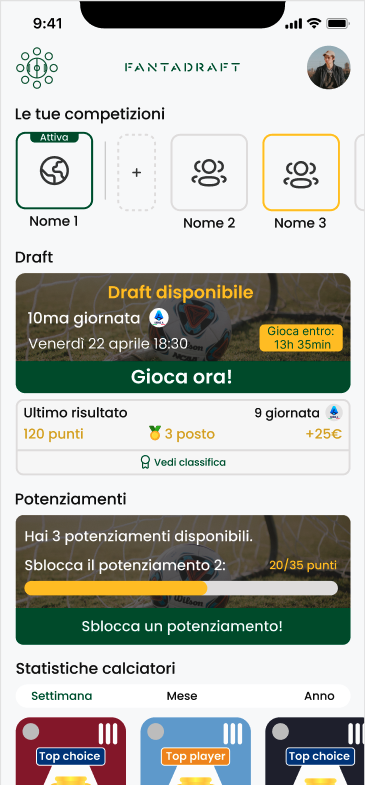 9:41
FANTADRAFT
Le tue competizioni
Attiva
+
Nome 1
Nome 2
Nome 3
Draft
Draft disponibile
10ma giornata
Venerdì 22 aprile 18:30
Gioca entro:
13h 35min
Gioca ora!
Ultimo risultato
9 giornata
120 punti
3 posto
+25€
Vedi classifica
Potenziamenti
Hai 3 potenziamenti disponibili.
Sblocca il potenziamento 2:
20/35 punti
Wilson
Sblocca un potenziamento!
Statistiche calciatori
Settimana
Mese
Anno
Top choice
Top player
Top choice